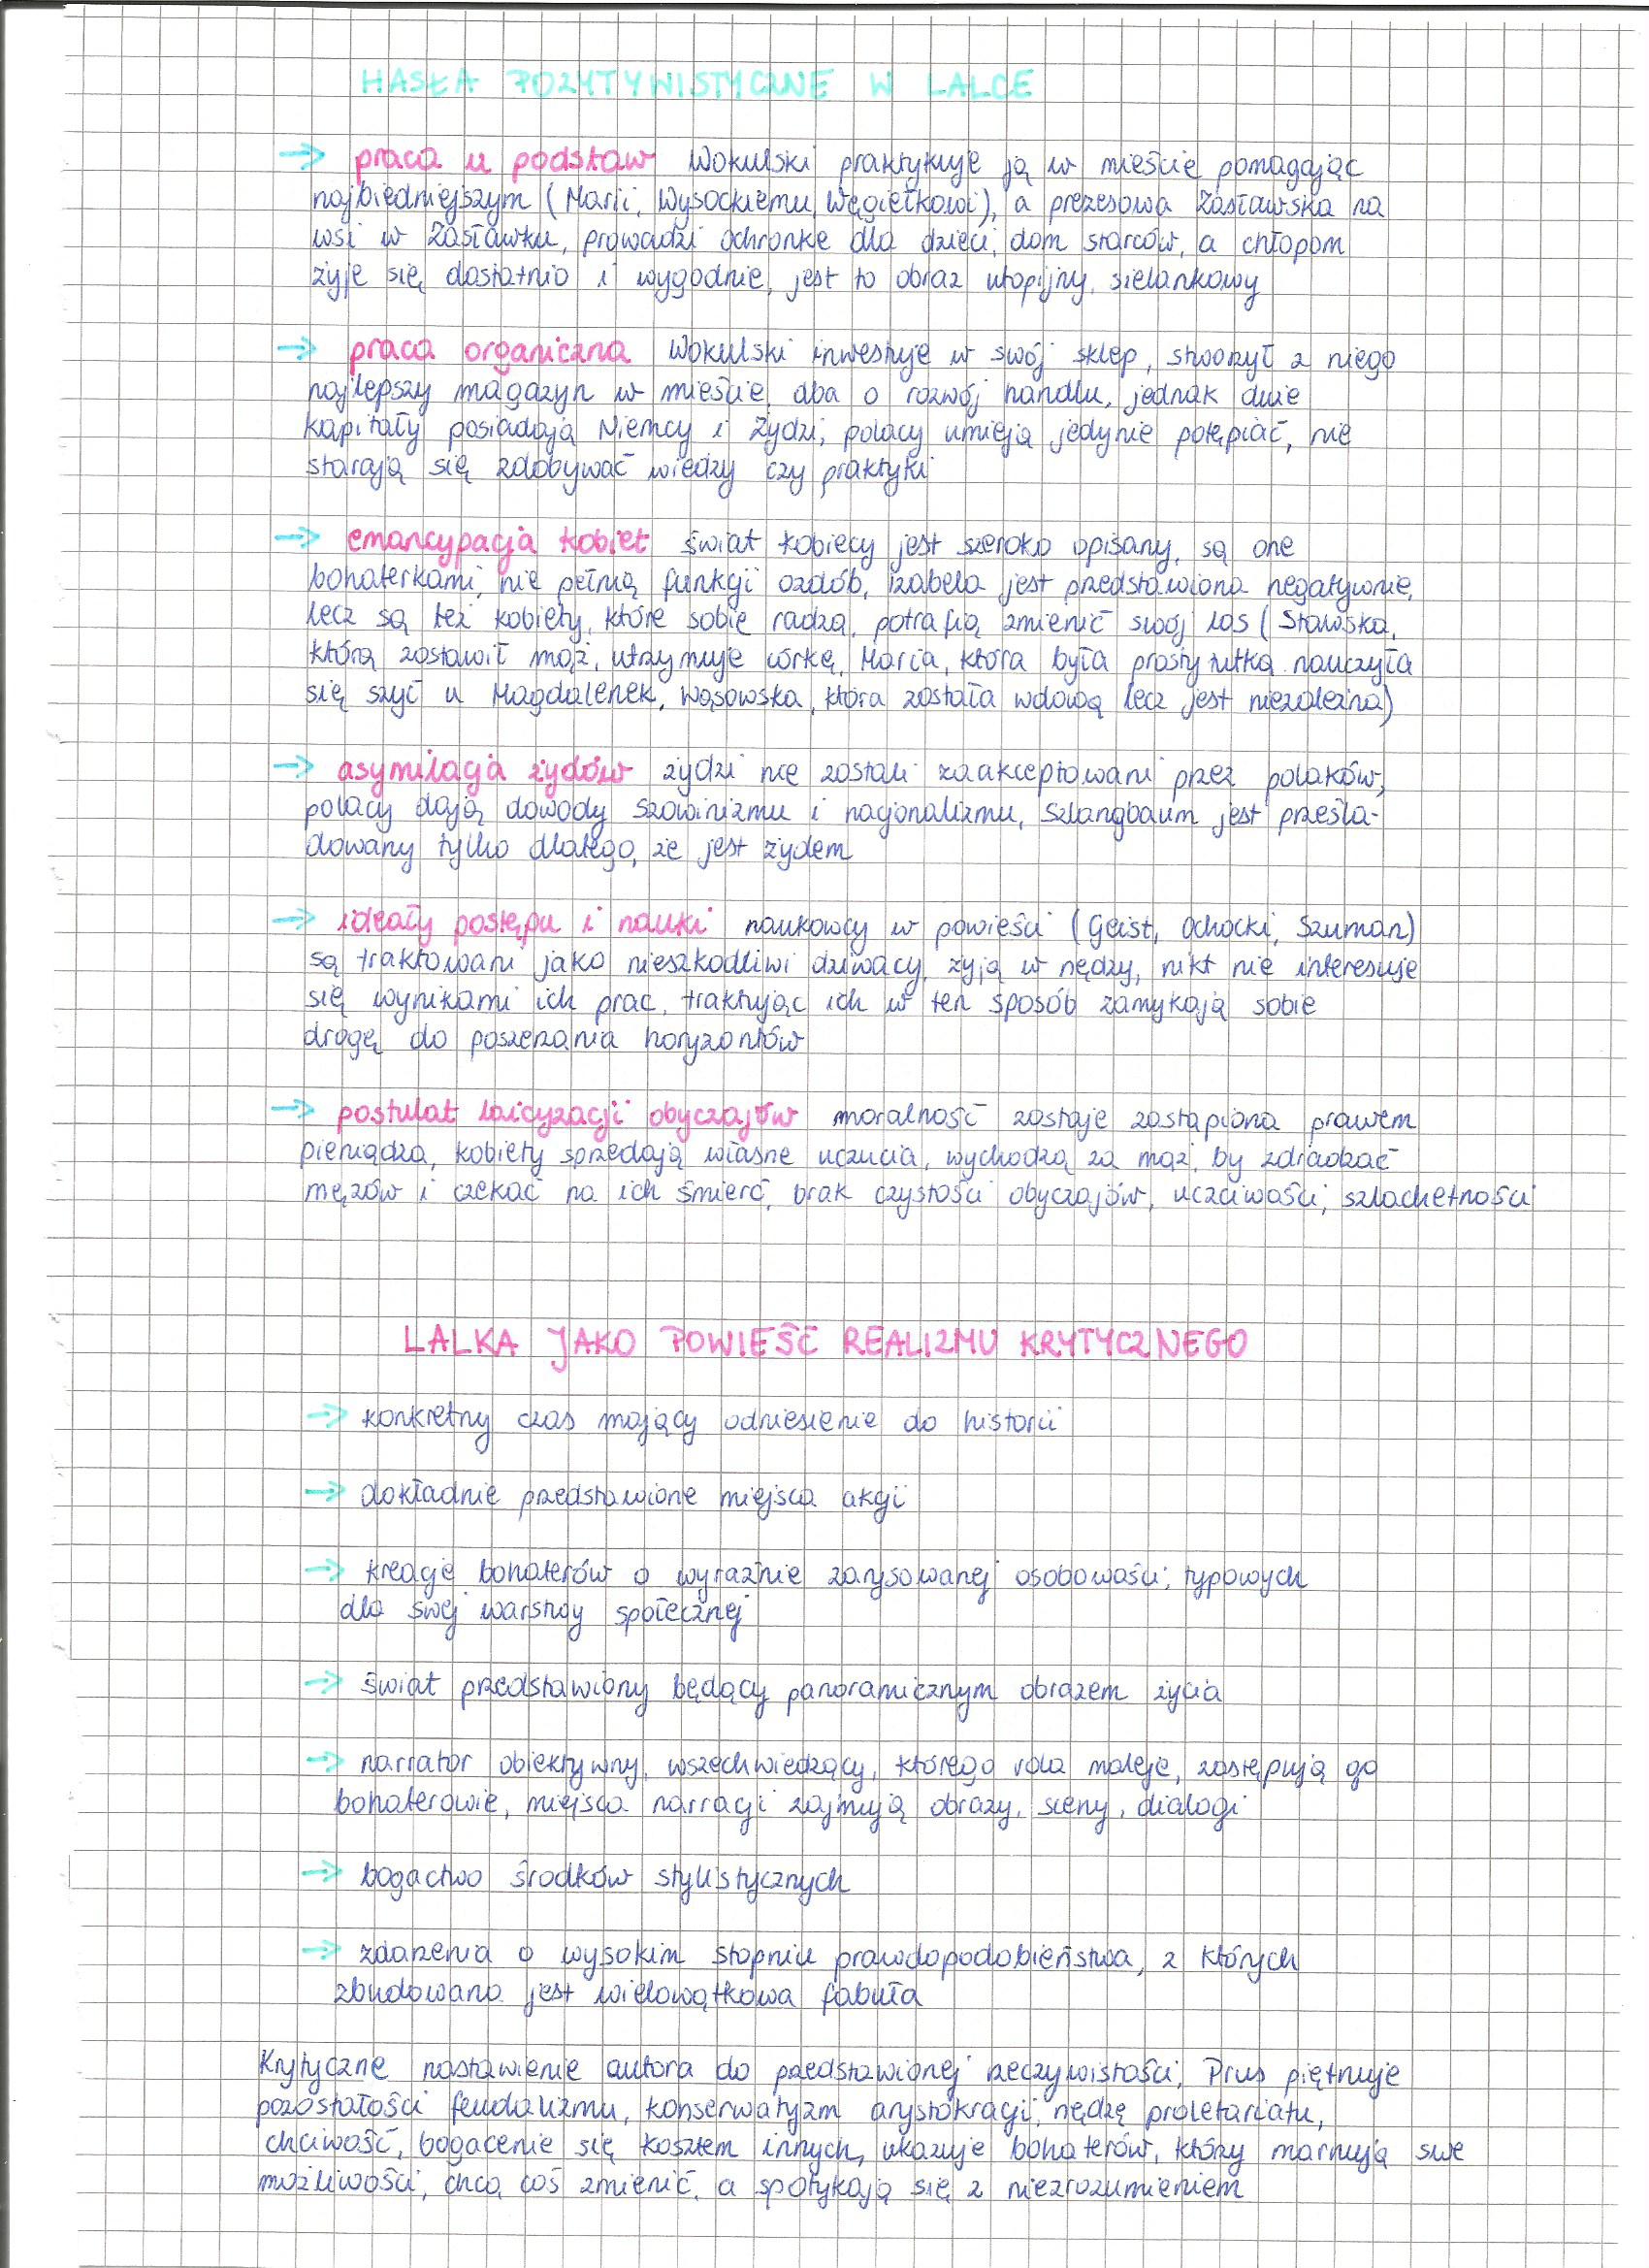 HASŁA POZYTYWISTYCZNE W LALCE
→ praca u podstaw Wokulski praktykuje ją w mieście pomagając
najbiedniejszym (Marii, Wysockiemu, Węgiełkowi), a prezesowa Zasławska na
wsi w Zasławku, prowadzi ochronke dla dzieci, dom starców, a chłopom
żyje się dostatnio i wygodnie, jest to obraz utopijny, sielankowy
→ praca organiczna Wokulski inwestuje w swój sklep, stworzył z niego
najlepszy magazyn w mieście, dba o rozwój handlu, jednak duże
kapitały posiadają Niemcy i Żydzi, polacy umieją jedynie potępiać, nie
starają się zdobywać wiedzy czy praktyki
→ emancypacja kobiet świat kobiecy jest szeroko opisany, są one
bohaterkami, nie pełnią funkcji ozdób, Izabela jest przedstawiona negatywnie,
lecz są też kobiety, które sobie radzą, potrafią zmienić swój los (Stawska,
którą zostawił mąż, utrzymuje córkę, Maria, która była prostytutką nauczyła
się szyć u Magdalenek, Wąsowska, która została wdową lecz jest niezależna)
→ asymilacja żydów żydzi nie zostali zaakceptowani przez polaków,
polacy dają dowody szowinizmu i nacjonalizmu, Szlangbaum jest prześla-
dowany tylko dlatego, że jest żydem
→ ideały postępu i nauki naukowcy w powieści (Geist, Ochocki, Szuman)
są traktowani jako nieszkodliwi dziwacy, żyją w nędzy, nikt nie interesuje
się wynikami ich prac, traktując ich w ten sposób zamykają sobie
drogę do poszerzania horyzontów
→ postulat laicyzacji obyczajów moralność zostaje zastąpiona prawem
pieniądza, kobiety sprzedają własne uczucia, wychodzą za mąż, by zdradzać
mężów i czekać na ich śmierć, brak czystości obyczajów, uczciwości, szlachetności
LALKA JAKO POWIEŚĆ REALIZMU KRYTYCZNEGO
→ konkretny czas mający odniesienie do historii
→ dokładnie przedstawione miejsca akcji
→ kreacje bohaterów o wyraźnie zarysowanej osobowości, typowych
dla swej warstwy społecznej
→ świat przedstawiony będący panoramicznym obrazem życia
→ narrator obiektywny, wszechwiedzący, którego rola maleje, zastępują go
bohaterowie, miejsca narracji zajmują obrazy, sceny, dialogi
→ bogactwo środków stylistycznych
→ zdarzenia o wysokim stopniu prawdopodobieństwa, z których
zbudowana jest wielowątkowa fabuła
Krytyczne nastawienie autora do przedstawionej rzeczywistości, Prus piętnuje
pozostałości feudalizmu, konserwatyzm arystokracji, nędzę proletariatu,
chciwość, bogacenie się kosztem innych, ukazuje bohaterów, którzy marnują swe
możliwości, chcą coś zmienić, a spotykają się z niezrozumieniem